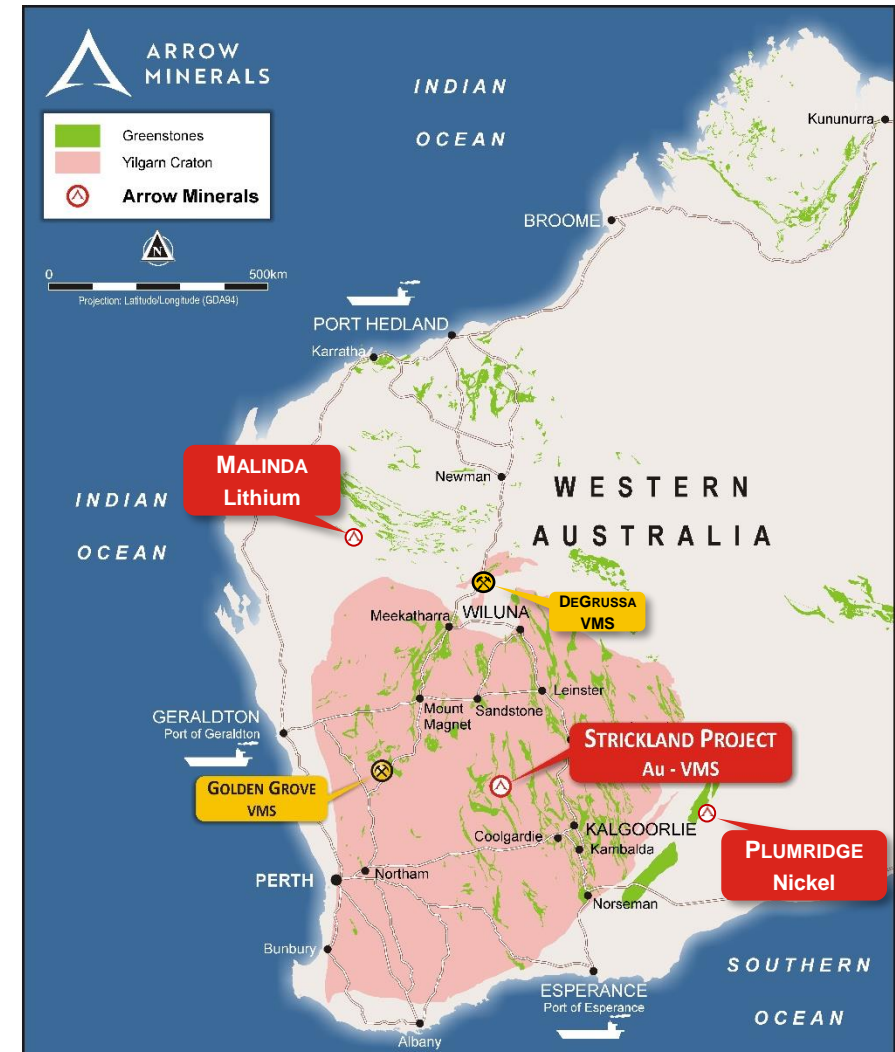 ARROW
MINERALS
Greenstones
Yilgarn Craton
Arrow Minerals
N
0 500km
Projection: Latitude/Longitude (GDA94)
INDIAN
OCEAN
Kununurra
BROOME
PORT HEDLAND
Karratha
MALINDA
Lithium
Newman
INDIAN
OCEAN
WESTERN
AUSTRALIA
DEGRUSSA
VMS
Meekatharra
WILUNA
Leinster
Mount
Magnet
Sandstone
GERALDTON
Port of Geraldton
STRICKLAND PROJECT
Au - VMS
GOLDEN GROVE
VMS
KALGOORLIE
Coolgardie
Kambalda
PLUMRIDGE
Nickel
PERTH
Northam
Norseman
Bunbury
SOUTHERN
OCEAN
ESPERANCE
Port of Esperance
Albany